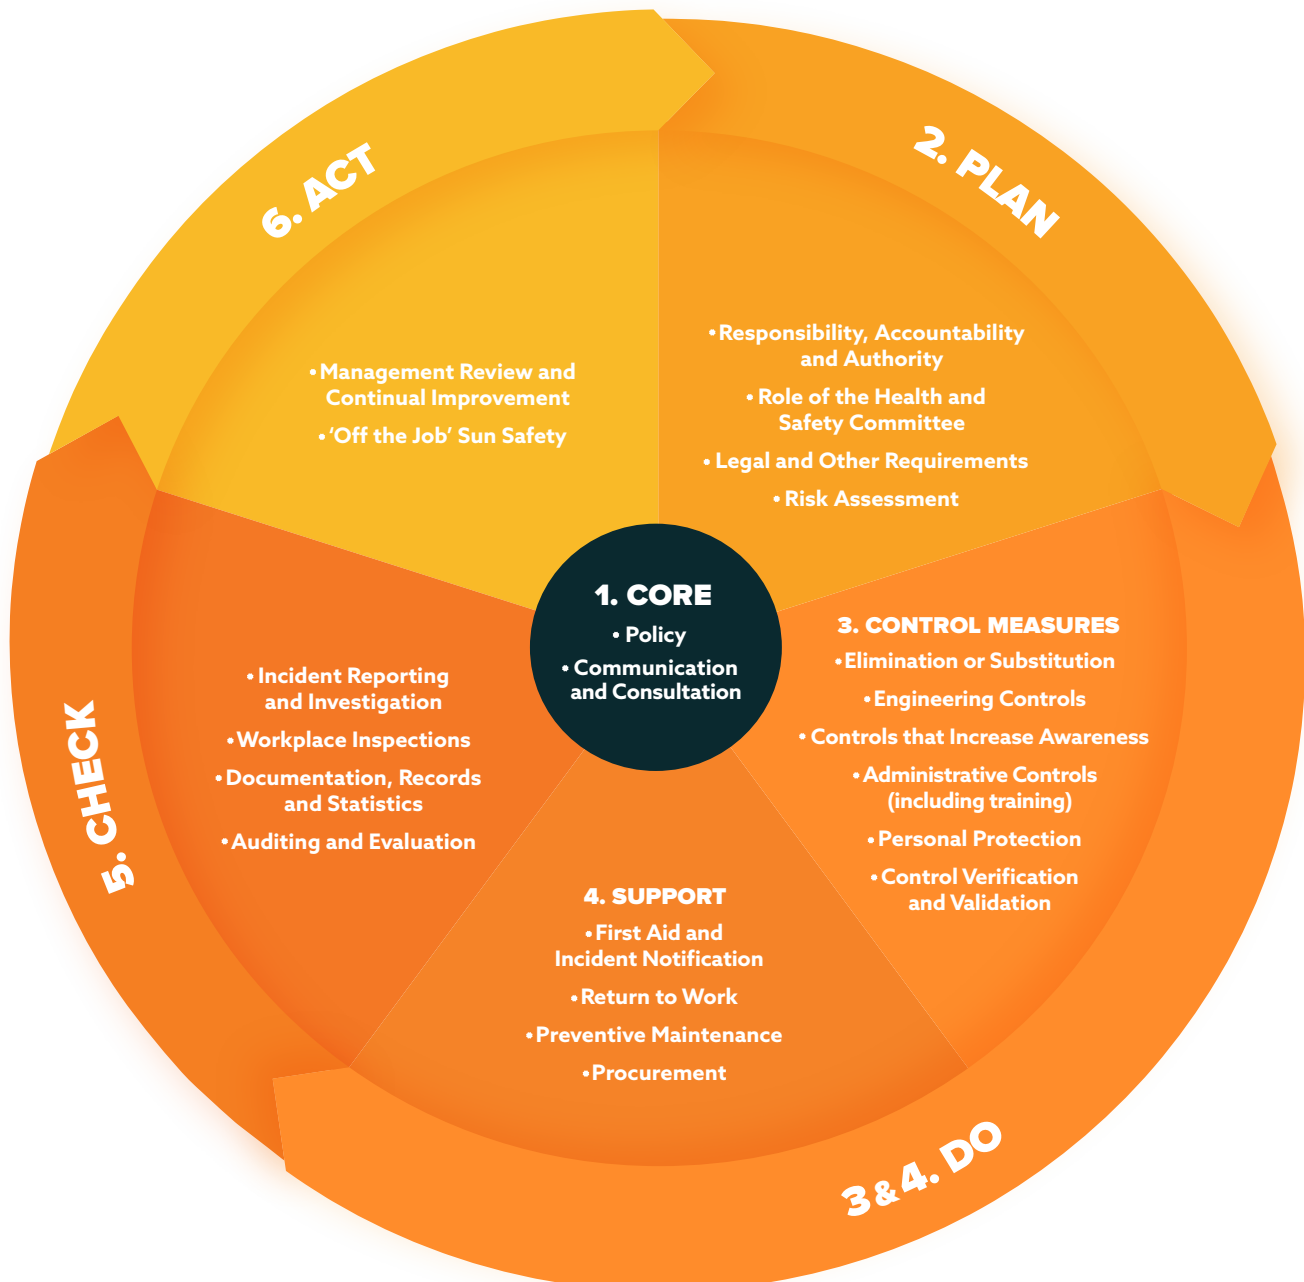 1. CORE
• Policy
• Communication
and Consultation
2. PLAN
• Responsibility, Accountability
and Authority
• Role of the Health and
Safety Committee
• Legal and Other Requirements
• Risk Assessment
3 & 4. DO
3. CONTROL MEASURES
• Elimination or Substitution
• Engineering Controls
• Controls that Increase Awareness
• Administrative Controls
(including training)
• Personal Protection
• Control Verification
and Validation
4. SUPPORT
• First Aid and
Incident Notification
• Return to Work
• Preventive Maintenance
• Procurement
5. CHECK
• Incident Reporting
and Investigation
• Workplace Inspections
• Documentation, Records
and Statistics
• Auditing and Evaluation
6. ACT
• Management Review and
Continual Improvement
• ‘Off the Job’ Sun Safety